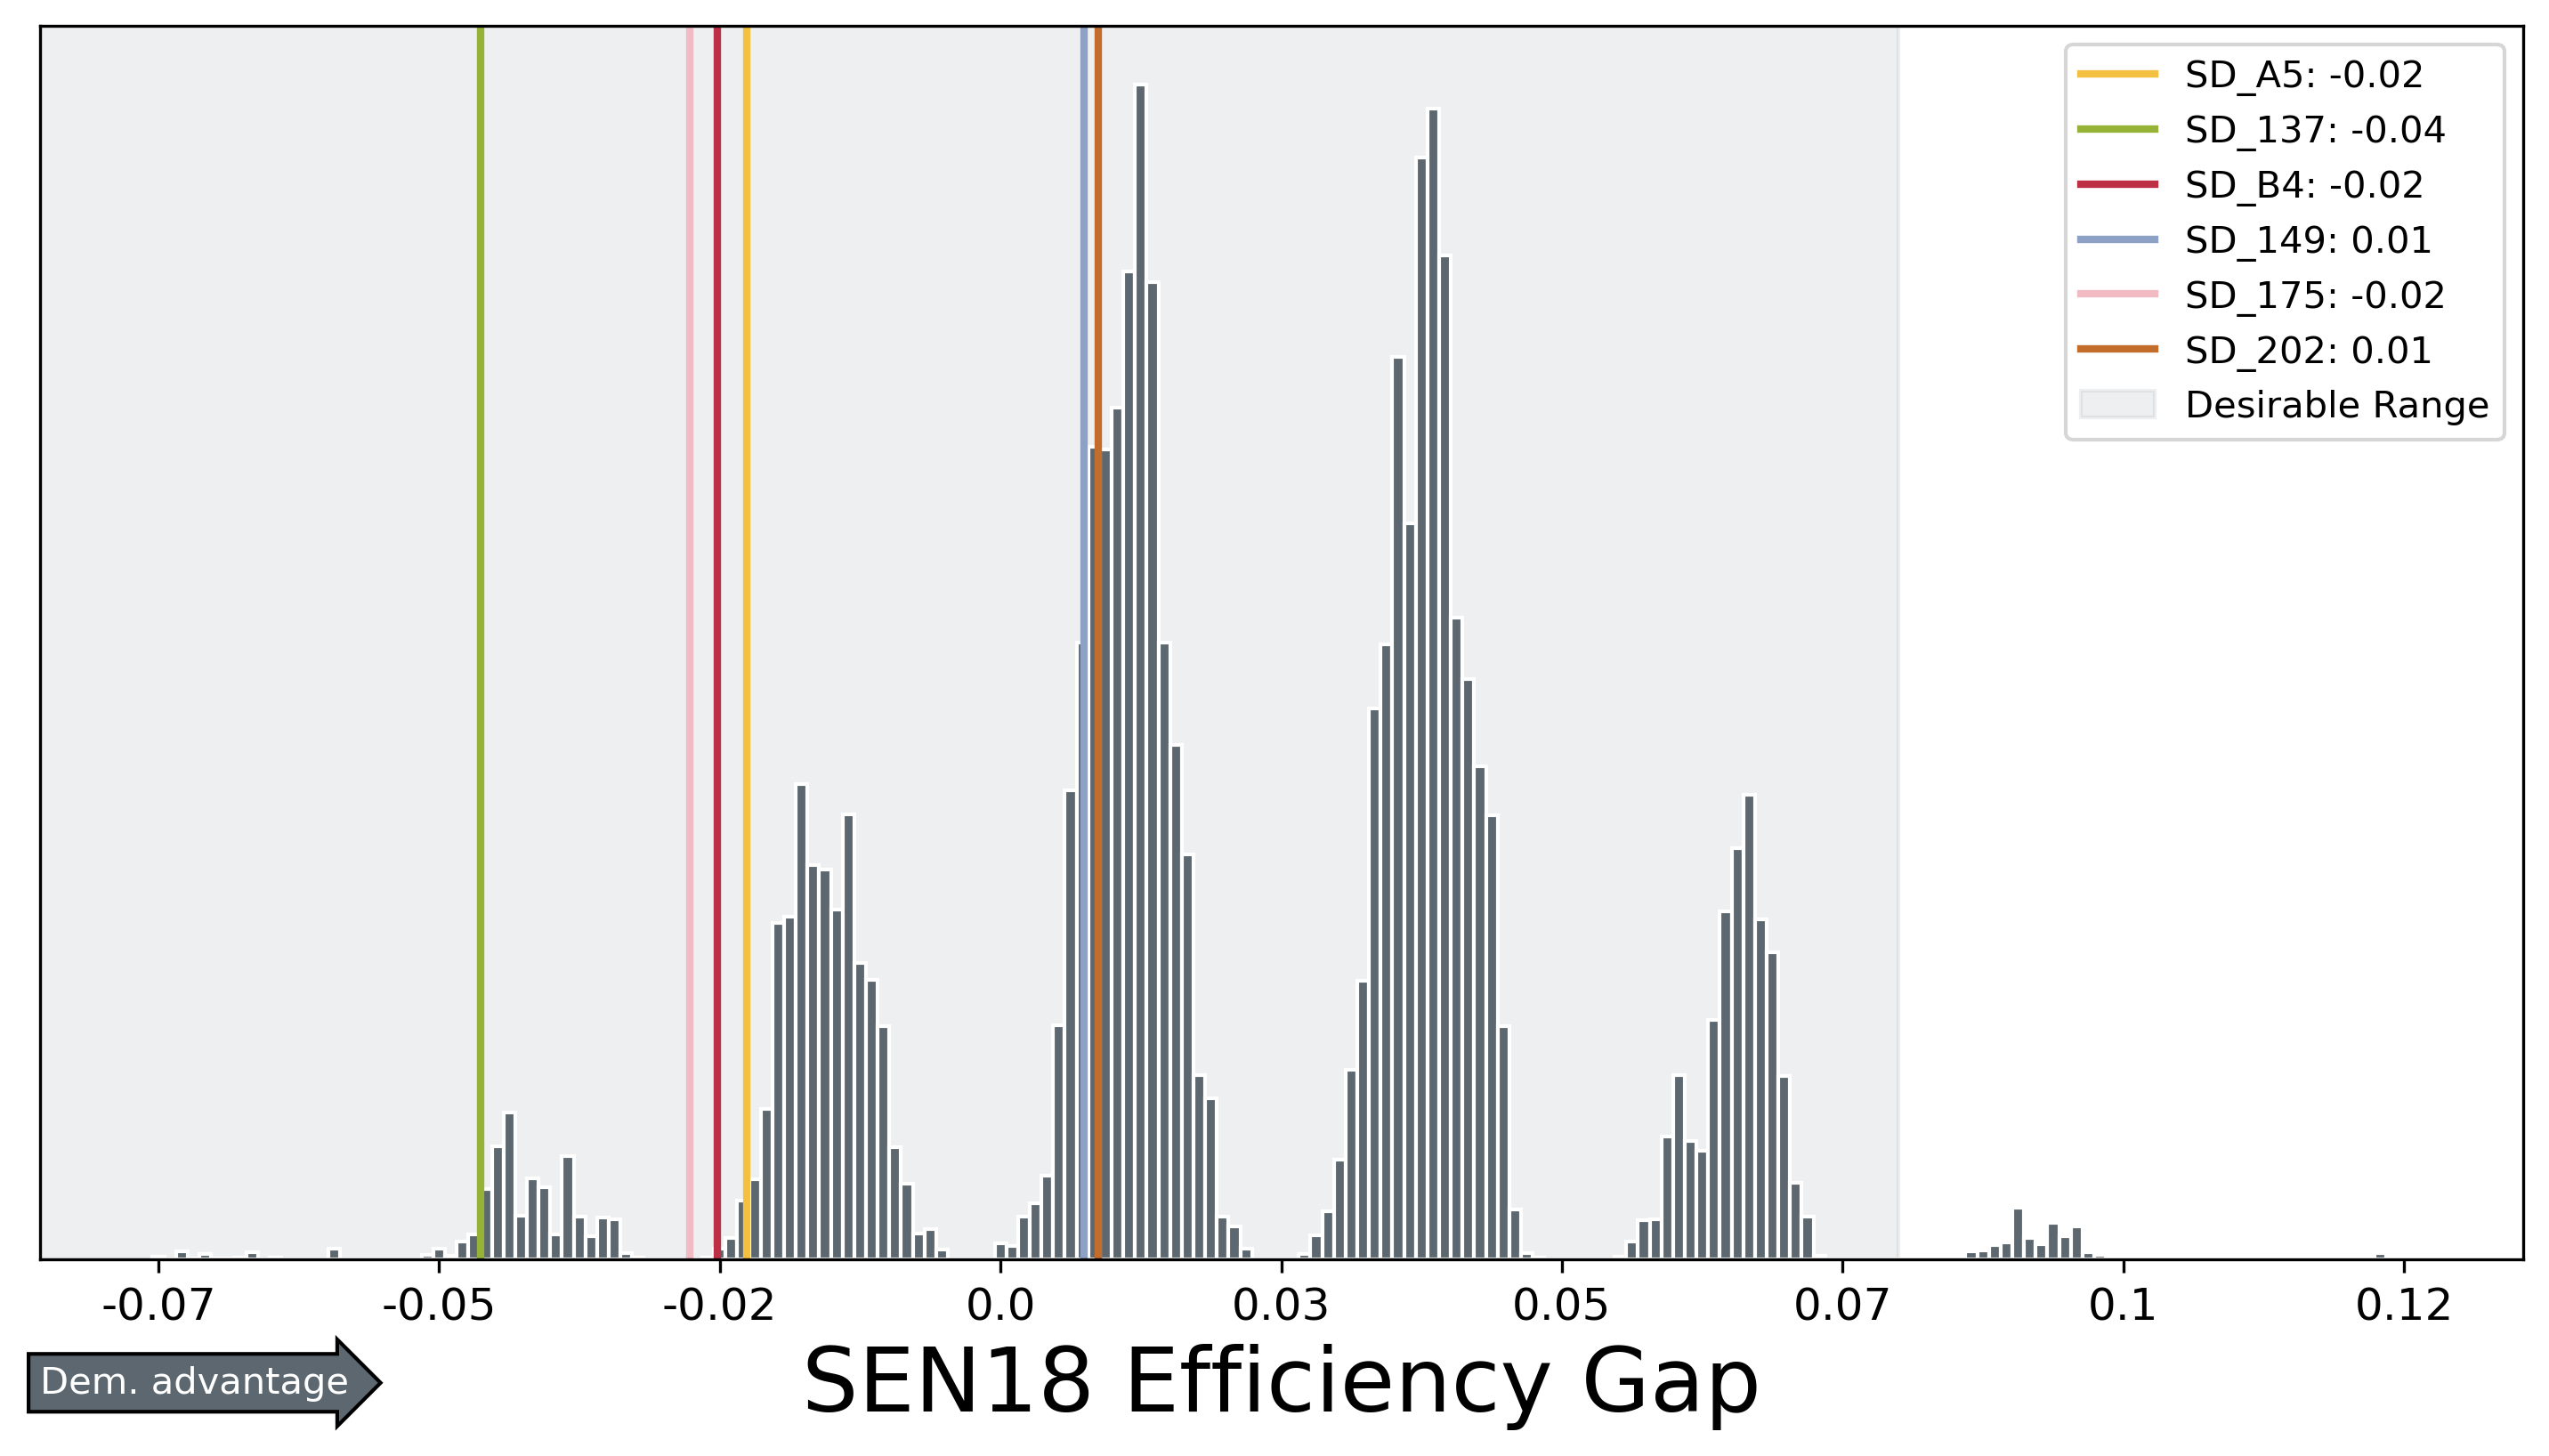 SD_A5: -0.02
SD_137: -0.04
SD_B4: -0.02
SD_149: 0.01
SD_175: -0.02
SD_202: 0.01
Desirable Range
-0.07 -0.05 -0.02 0.0 0.03 0.05 0.07 0.1 0.12
Dem. advantage
SEN18 Efficiency Gap